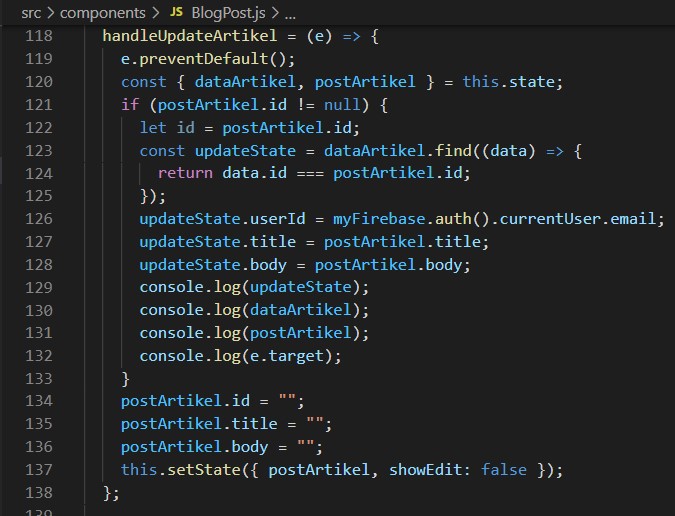 src > components > JS BlogPost.js > ...
118 handleUpdateArtikel = (e) => {
119 e.preventDefault();
120 const { dataArtikel, postArtikel } = this.state;
121 if (postArtikel.id != null) {
122 let id = postArtikel.id;
123 const updateState = dataArtikel.find((data) => {
124 return data.id === postArtikel.id;
125 });
126 updateState.userId = myFirebase.auth().currentUser.email;
127 updateState.title = postArtikel.title;
128 updateState.body = postArtikel.body;
129 console.log(updateState);
130 console.log(dataArtikel);
131 console.log(postArtikel);
132 console.log(e.target);
133 }
134 postArtikel.id = "";
135 postArtikel.title = "";
136 postArtikel.body = "";
137 this.setState({ postArtikel, showEdit: false });
138 };
139